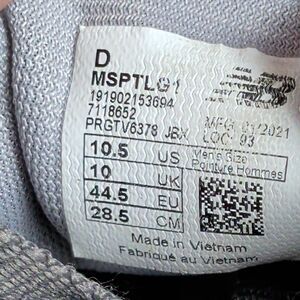 D
MSPTLG1
191902153694
7118652
PRGTV6378 JBX LOC. 93
MFG 01/2021
10.5 US Men's Size
10 UK Pointure Hommes
44.5 EU
28.5 CM
Made in Vietnam
Fabriqué au Vietnam